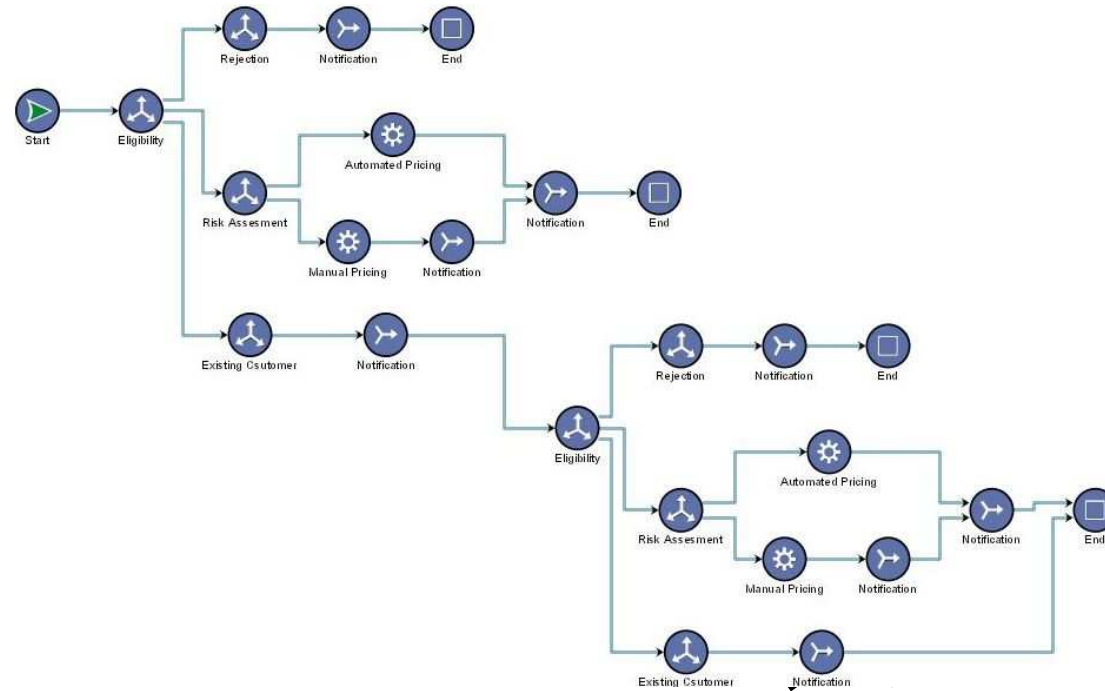 Rejection
Notification
End
Start
Eligibility
Automated Pricing
Risk Assesment
Notification
End
Manual Pricing
Notification
Existing Csutomer
Notification
Rejection
Notification
End
Eligibility
Automated Pricing
Risk Assesment
Notification
End
Manual Pricing
Notification
Existing Csutomer
Notification